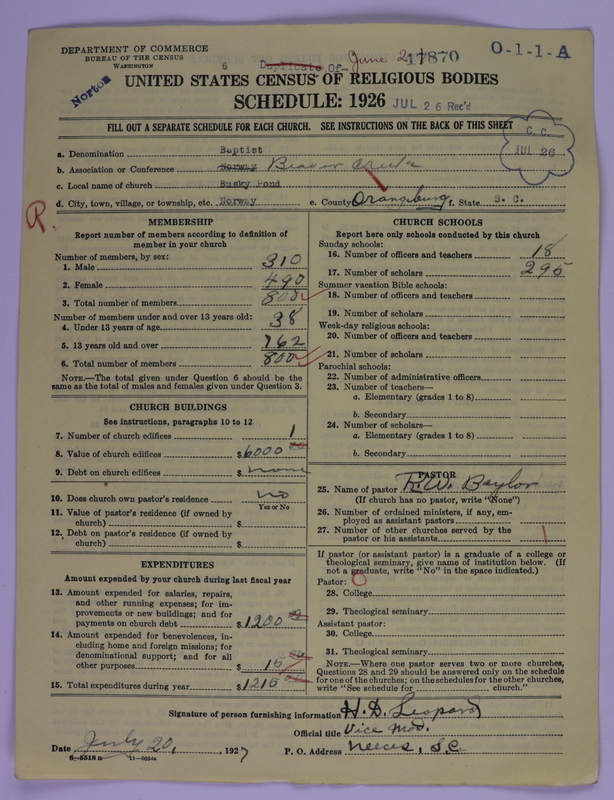 DEPARTMENT OF COMMERCE
BUREAU OF THE CENSUS
WASHINGTON
Norton
6 Duplicate Of- June 2 17870
O-1-1-A
UNITED STATES CENSUS OF RELIGIOUS BODIES
SCHEDULE: 1926 JUL 26 Rec'd
FILL OUT A SEPARATE SCHEDULE FOR EACH CHURCH. SEE INSTRUCTIONS ON THE BACK OF THIS SHEET
C. C.
JUL 26
a. Denomination Baptist
b. Association or Conference Norway Beaver Creek
c. Local name of church Bushy Pond
d. City, town, village, or township, etc. Norway e. County Orangeburg f. State S. C.
R.
MEMBERSHIP
Report number of members according to definition of
member in your church
Number of members, by sex:
1. Male 310
2. Female 490
3. Total number of members 800
Number of members under and over 13 years old:
4. Under 13 years of age 38
5. 13 years old and over 762
6. Total number of members 800
NOTE.—The total given under Question 6 should be the
same as the total of males and females given under Question 3.
CHURCH BUILDINGS
See instructions, paragraphs 10 to 12
7. Number of church edifices 1
8. Value of church edifices $6000 00
9. Debt on church edifices $ none
10. Does church own pastor's residence no
Yes or No
11. Value of pastor's residence (if owned by
church) $
12. Debt on pastor's residence (if owned by
church) $
EXPENDITURES
Amount expended by your church during last fiscal year
13. Amount expended for salaries, repairs,
and other running expenses; for im-
provements or new buildings; and for
payments on church debt $1200
14. Amount expended for benevolences, in-
cluding home and foreign missions; for
denominational support; and for all
other purposes $ 15
15. Total expenditures during year $1215
CHURCH SCHOOLS
Report here only schools conducted by this church
Sunday schools:
16. Number of officers and teachers 18
17. Number of scholars 295
Summer vacation Bible schools:
18. Number of officers and teachers
19. Number of scholars
Week-day religious schools:
20. Number of officers and teachers
21. Number of scholars
Parochial schools:
22. Number of administrative officers
23. Number of teachers—
a. Elementary (grades 1 to 8)
b. Secondary
24. Number of scholars—
a. Elementary (grades 1 to 8)
b. Secondary
PASTOR
25. Name of pastor R. W. Baylor
(If church has no pastor, write "None")
26. Number of ordained ministers, if any, em-
ployed as assistant pastors
27. Number of other churches served by the
pastor or his assistants 1
If pastor (or assistant pastor) is a graduate of a college or
theological seminary, give name of institution below. (If
not a graduate, write "No" in the space indicated.)
Pastor: O
28. College
29. Theological seminary
Assistant pastor:
30. College
31. Theological seminary
NOTE.—Where one pastor serves two or more churches,
Questions 28 and 29 should be answered only on the schedule
for one of the churches; on the schedules for the other churches,
write "See schedule for church."
Signature of person furnishing information H. D. Leopard
Official title Vice Mod.
Date July 20, , 1927 P. O. Address Neeces, S.C.
8—5518 a 11—9054a